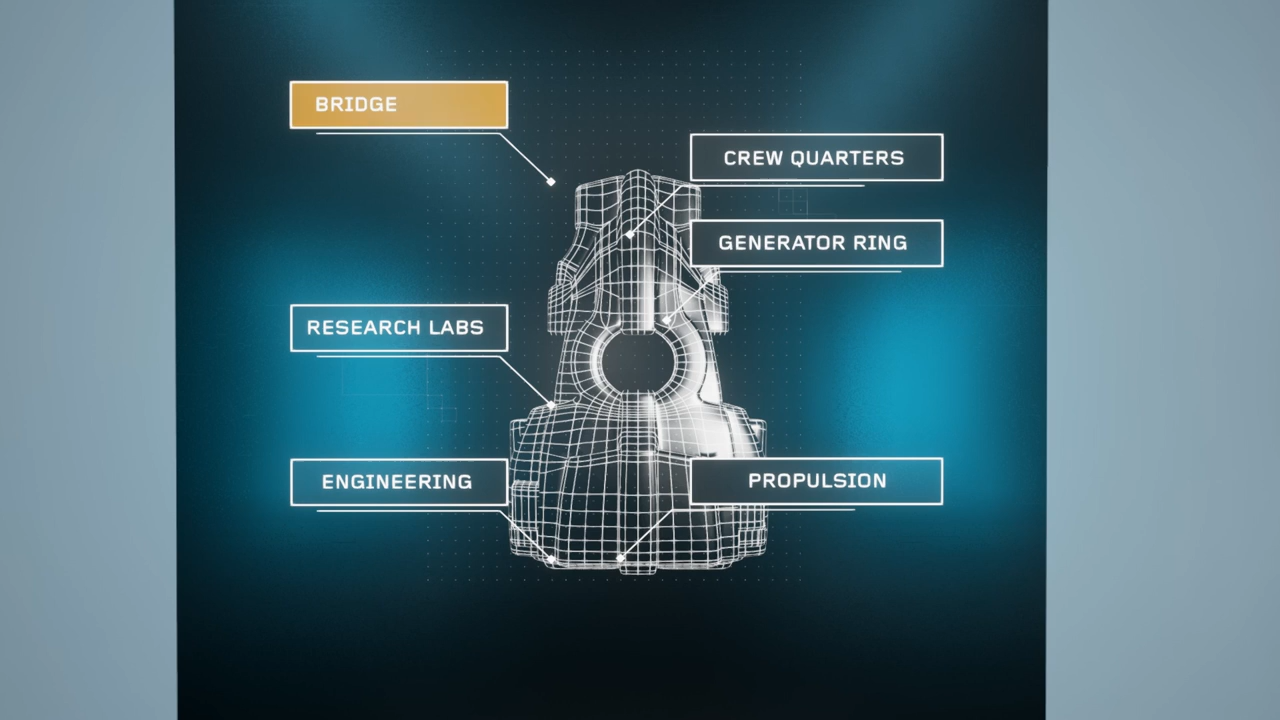 BRIDGE
CREW QUARTERS
GENERATOR RING
RESEARCH LABS
ENGINEERING
PROPULSION